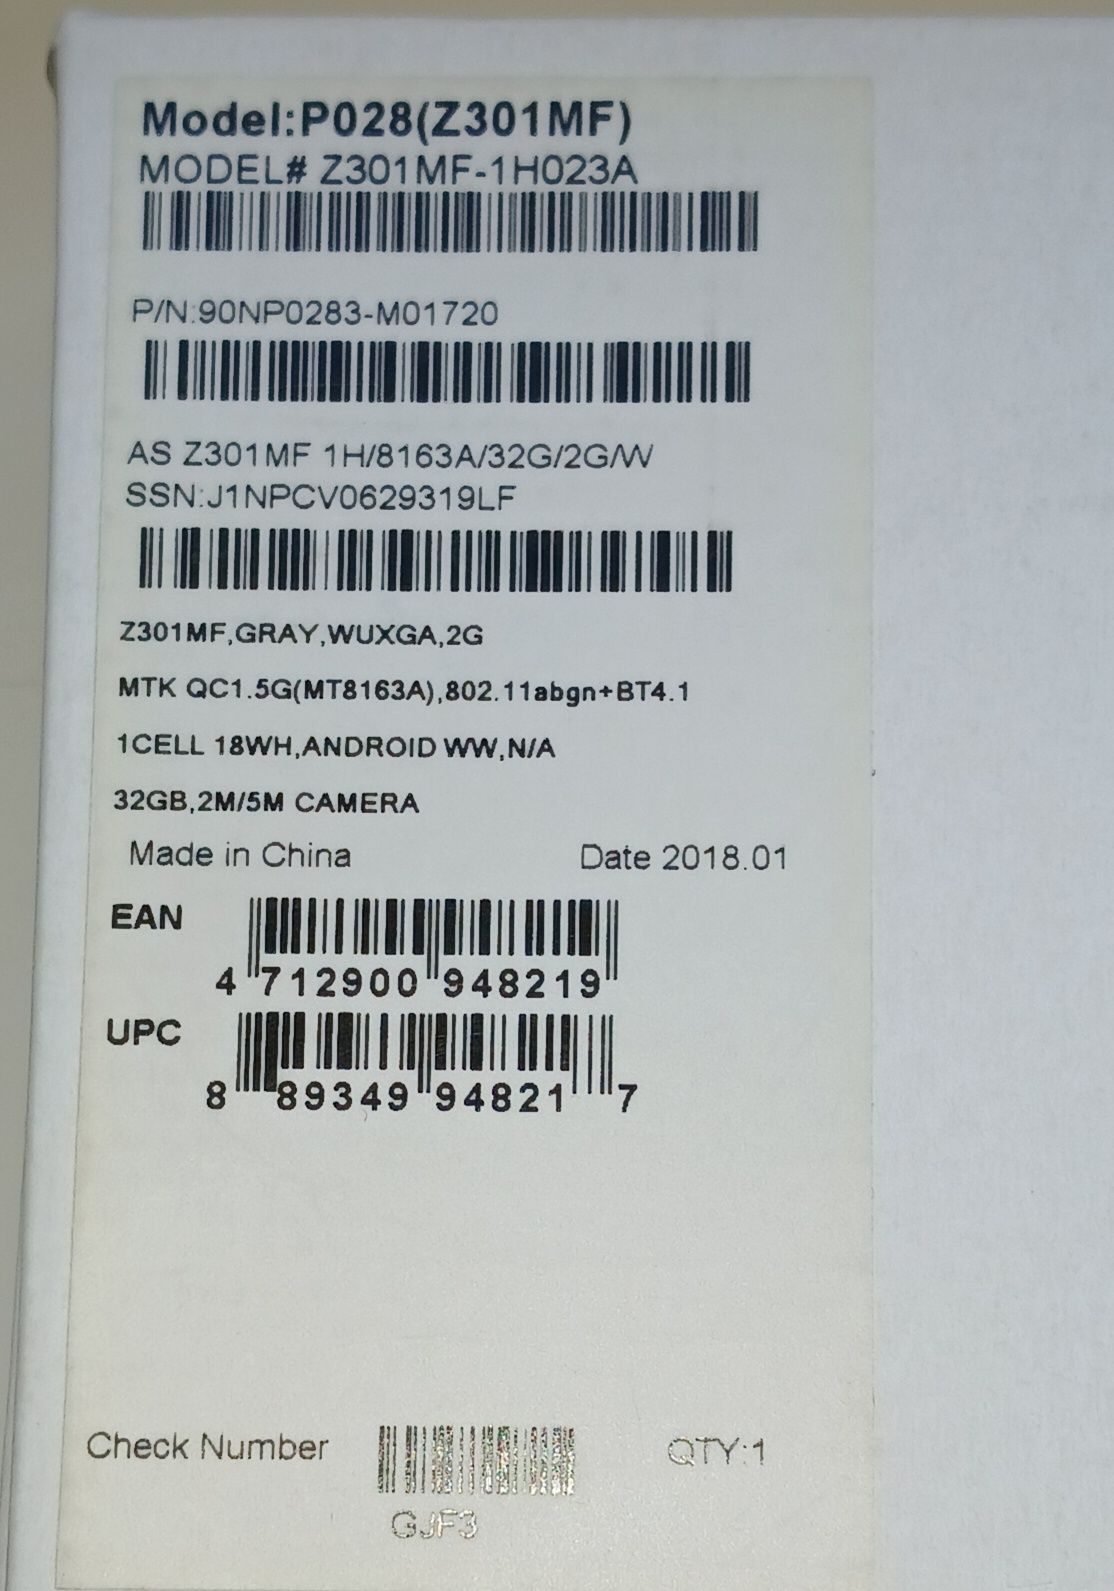 Model:P028(Z301MF)
MODEL# Z301MF-1H023A
P/N:90NP0283-M01720
AS Z301MF 1H/8163A/32G/2G/W
SSN:J1NPCV0629319LF
Z301MF,GRAY,WUXGA,2G
MTK QC1.5G(MT8163A),802.11abgn+BT4.1
1CELL 18WH,ANDROID WW,N/A
32GB,2M/5M CAMERA
Made in China Date 2018.01
EAN
4 712900 948219
UPC
8 89349 94821 7
Check Number QTY:1
GJF3